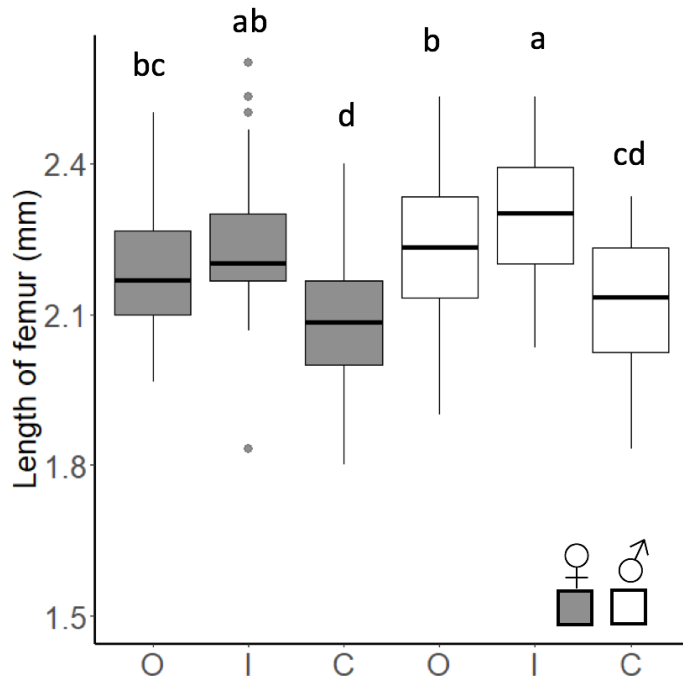 ab
b
a
bc
d
cd
2.4
2.1
1.8
1.5
Length of femur (mm)
♀ ♂
O I C O I C